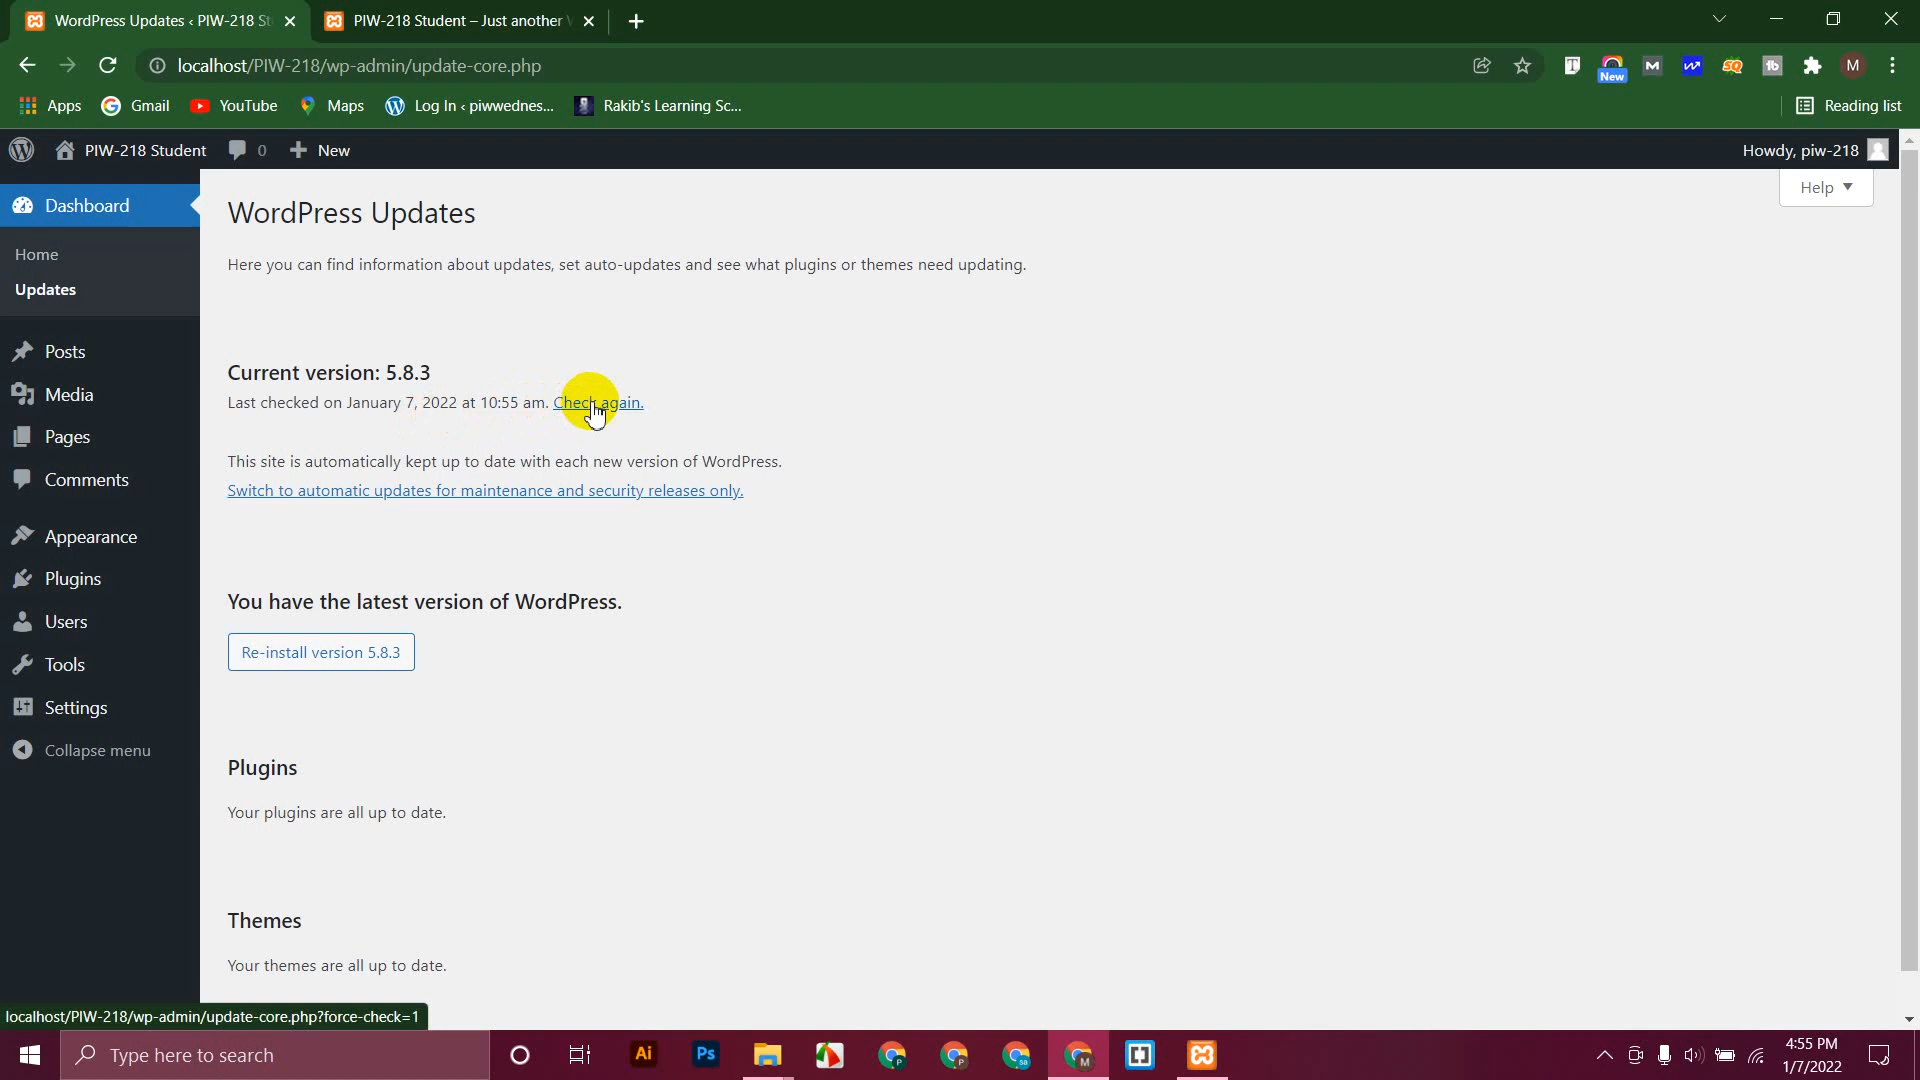 WordPress Updates ‹ PIW-218 St
PIW-218 Student – Just another
localhost/PIW-218/wp-admin/update-core.php
New
Apps
Gmail
YouTube
Maps
Log In ‹ piwwednes...
Rakib's Learning Sc...
Reading list
PIW-218 Student
0
New
Howdy, piw-218
Help
Dashboard
Home
Updates
Posts
Media
Pages
Comments
Appearance
Plugins
Users
Tools
Settings
Collapse menu
WordPress Updates
Here you can find information about updates, set auto-updates and see what plugins or themes need updating.
Current version: 5.8.3
Last checked on January 7, 2022 at 10:55 am. Check again.
This site is automatically kept up to date with each new version of WordPress.
Switch to automatic updates for maintenance and security releases only.
You have the latest version of WordPress.
Re-install version 5.8.3
Plugins
Your plugins are all up to date.
Themes
Your themes are all up to date.
localhost/PIW-218/wp-admin/update-core.php?force-check=1
Type here to search
Ai
Ps
4:55 PM
1/7/2022